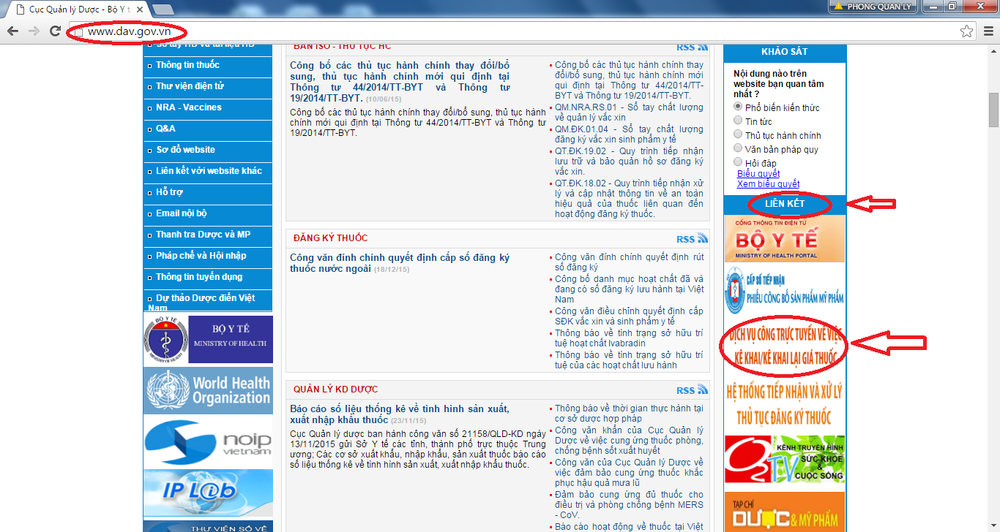 Cục Quản lý Dược - Bộ Y t
PHONG QUAN LY
www.dav.gov.vn
Sổ tay HD và tài liệu HD
Thông tin thuốc
Thư viện điện tử
NRA - Vaccines
Q&A
Sơ đồ website
Liên kết với website khác
Hỗ trợ
Email nội bộ
Thanh tra Dược và MP
Pháp chế và Hội nhập
Thông tin tuyển dụng
Dự thảo Dược điển Việt
Nam
BỘ Y TẾ
MINISTRY OF HEALTH
BỘ Y TẾ
MINISTRY OF HEALTH
World Health
Organization
noip
vietnam
IP L@b
THƯ VIỆN SỐ VỀ
BAN ISO - THỦ TỤC HC
RSS
Công bố các thủ tục hành chính thay đổi/bổ
sung, thủ tục hành chính mới qui định tại
Thông tư 44/2014/TT-BYT và Thông tư
19/2014/TT-BYT. (10/06/15)
Công bố các thủ tục hành chính thay đổi/bổ sung, thủ tục hành
chính mới qui định tại Thông tư 44/2014/TT-BYT và Thông tư
19/2014/TT-BYT.
Công bố các thủ tục hành chính thay
đổi/bổ sung, thủ tục hành chính mới
qui định tại Thông tư 44/2014/TT-
BYT và Thông tư 19/2014/TT-BYT.
QM.NRA.RS.01 - Sổ tay chất lượng
về quản lý vắc xin
QM.ĐK.01.04 - Sổ tay chất lượng
đăng ký vắc xin sinh phẩm y tế
QT.ĐK.19.02 - Quy trình tiếp nhận
lưu trữ và bảo quản hồ sơ đăng ký
vắc xin.
QT.ĐK.18.02 - Quy trình tiếp nhận xử
lý và cập nhật thông tin về an toàn
hiệu quả của thuốc liên quan đến
hoạt động đăng ký thuốc.
ĐĂNG KÝ THUỐC
RSS
Công văn đính chính quyết định cấp số đăng ký
thuốc nước ngoài (18/12/15)
Công văn đính chính quyết định rút
số đăng ký
Công bố danh mục hoạt chất đã và
đang có số đăng ký lưu hành tại Việt
Nam
Công văn điều chỉnh quyết định cấp
SĐK vắc xin và sinh phẩm y tế
Thông báo về tình trạng sở hữu trí
tuệ hoạt chất Ivabradin
Thông báo về tình trạng sở hữu trí
tuệ của các hoạt chất lưu hành
QUẢN LÝ KD DƯỢC
RSS
Báo cáo số liệu thống kê về tình hình sản xuất,
xuất nhập khẩu thuốc (23/11/15)
Cục Quản lý dược ban hành công văn số 21158/QLD-KD ngày
13/11/2015 gửi Sở Y tế các tỉnh, thành phố trực thuộc Trung
ương; Các cơ sở xuất khẩu, nhập khẩu, sản xuất thuốc báo cáo
số liệu thống kê về tình hình sản xuất, xuất nhập khẩu thuốc.
Thông báo về thời gian thực hành tại
cơ sở dược hợp pháp
Công văn khẩn của Cục Quản lý
Dược về việc cung ứng thuốc phòng,
chống bệnh sốt xuất huyết
Công văn của Cục Quản lý Dược về
việc đảm bảo cung ứng thuốc khắc
phục hậu quả mưa lũ
Đảm bảo cung ứng đủ thuốc cho
điều trị và phòng chống bệnh MERS
- CoV.
Báo cáo hoạt động về thuốc tại Việt
KHẢO SÁT
Nội dung nào trên
website bạn quan tâm
nhất ?
Phổ biến kiến thức
Tin tức
Thủ tục hành chính
Văn bản pháp quy
Hỏi đáp
Biểu quyết
Xem biểu quyết
LIÊN KẾT
CỔNG THÔNG TIN ĐIỆN TỬ
BỘ Y TẾ
MINISTRY OF HEALTH PORTAL
CẤP SỐ TIẾP NHẬN
PHIẾU CÔNG BỐ SẢN PHẨM MỸ PHẨM
DỊCH VỤ CÔNG TRỰC TUYẾN VỀ VIỆC
KÊ KHAI/KÊ KHAI LẠI GIÁ THUỐC
HỆ THỐNG TIẾP NHẬN VÀ XỬ LÝ
THỦ TỤC ĐĂNG KÝ THUỐC
KÊNH TRUYỀN HÌNH
SỨC KHỎE
&
CUỘC SỐNG
O2TV
TẠP CHÍ
DƯỢC & MỸ PHẨM